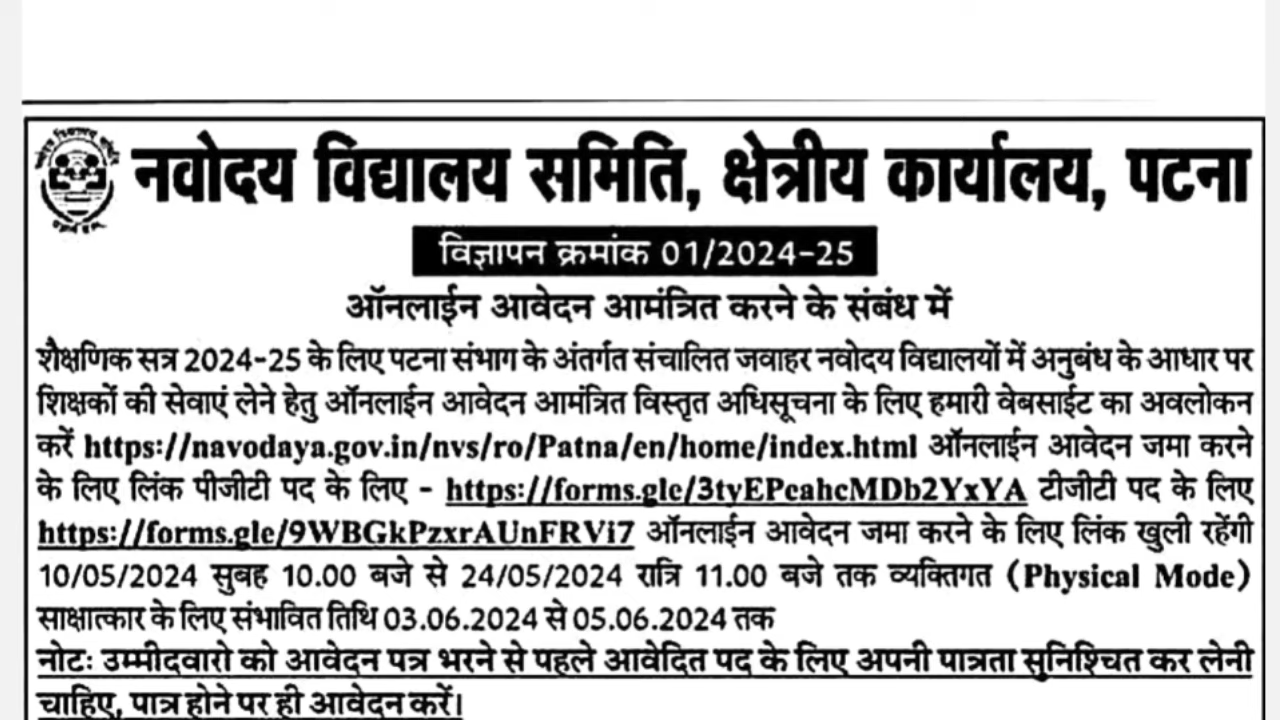 नवोदय विद्यालय समिति, क्षेत्रीय कार्यालय, पटना
विज्ञापन क्रमांक 01/2024-25
ऑनलाईन आवेदन आमंत्रित करने के संबंध में
शैक्षणिक सत्र 2024-25 के लिए पटना संभाग के अंतर्गत संचालित जवाहर नवोदय विद्यालयों में अनुबंध के आधार पर
शिक्षकों की सेवाएं लेने हेतु ऑनलाईन आवेदन आमंत्रित विस्तृत अधिसूचना के लिए हमारी वेबसाईट का अवलोकन
करें https://navodaya.gov.in/nvs/ro/Patna/en/home/index.html ऑनलाईन आवेदन जमा करने
के लिए लिंक पीजीटी पद के लिए - https://forms.gle/3tyEPeahcMDb2YxYA टीजीटी पद के लिए
https://forms.gle/9WBGkPzxrAUnFRVi7 ऑनलाईन आवेदन जमा करने के लिए लिंक खुली रहेंगी
10/05/2024 सुबह 10.00 बजे से 24/05/2024 रात्रि 11.00 बजे तक व्यक्तिगत (Physical Mode)
साक्षात्कार के लिए संभावित तिथि 03.06.2024 से 05.06.2024 तक
नोटः उम्मीदवारो को आवेदन पत्र भरने से पहले आवेदित पद के लिए अपनी पात्रता सुनिश्चित कर लेनी
चाहिए, पात्र होने पर ही आवेदन करें।